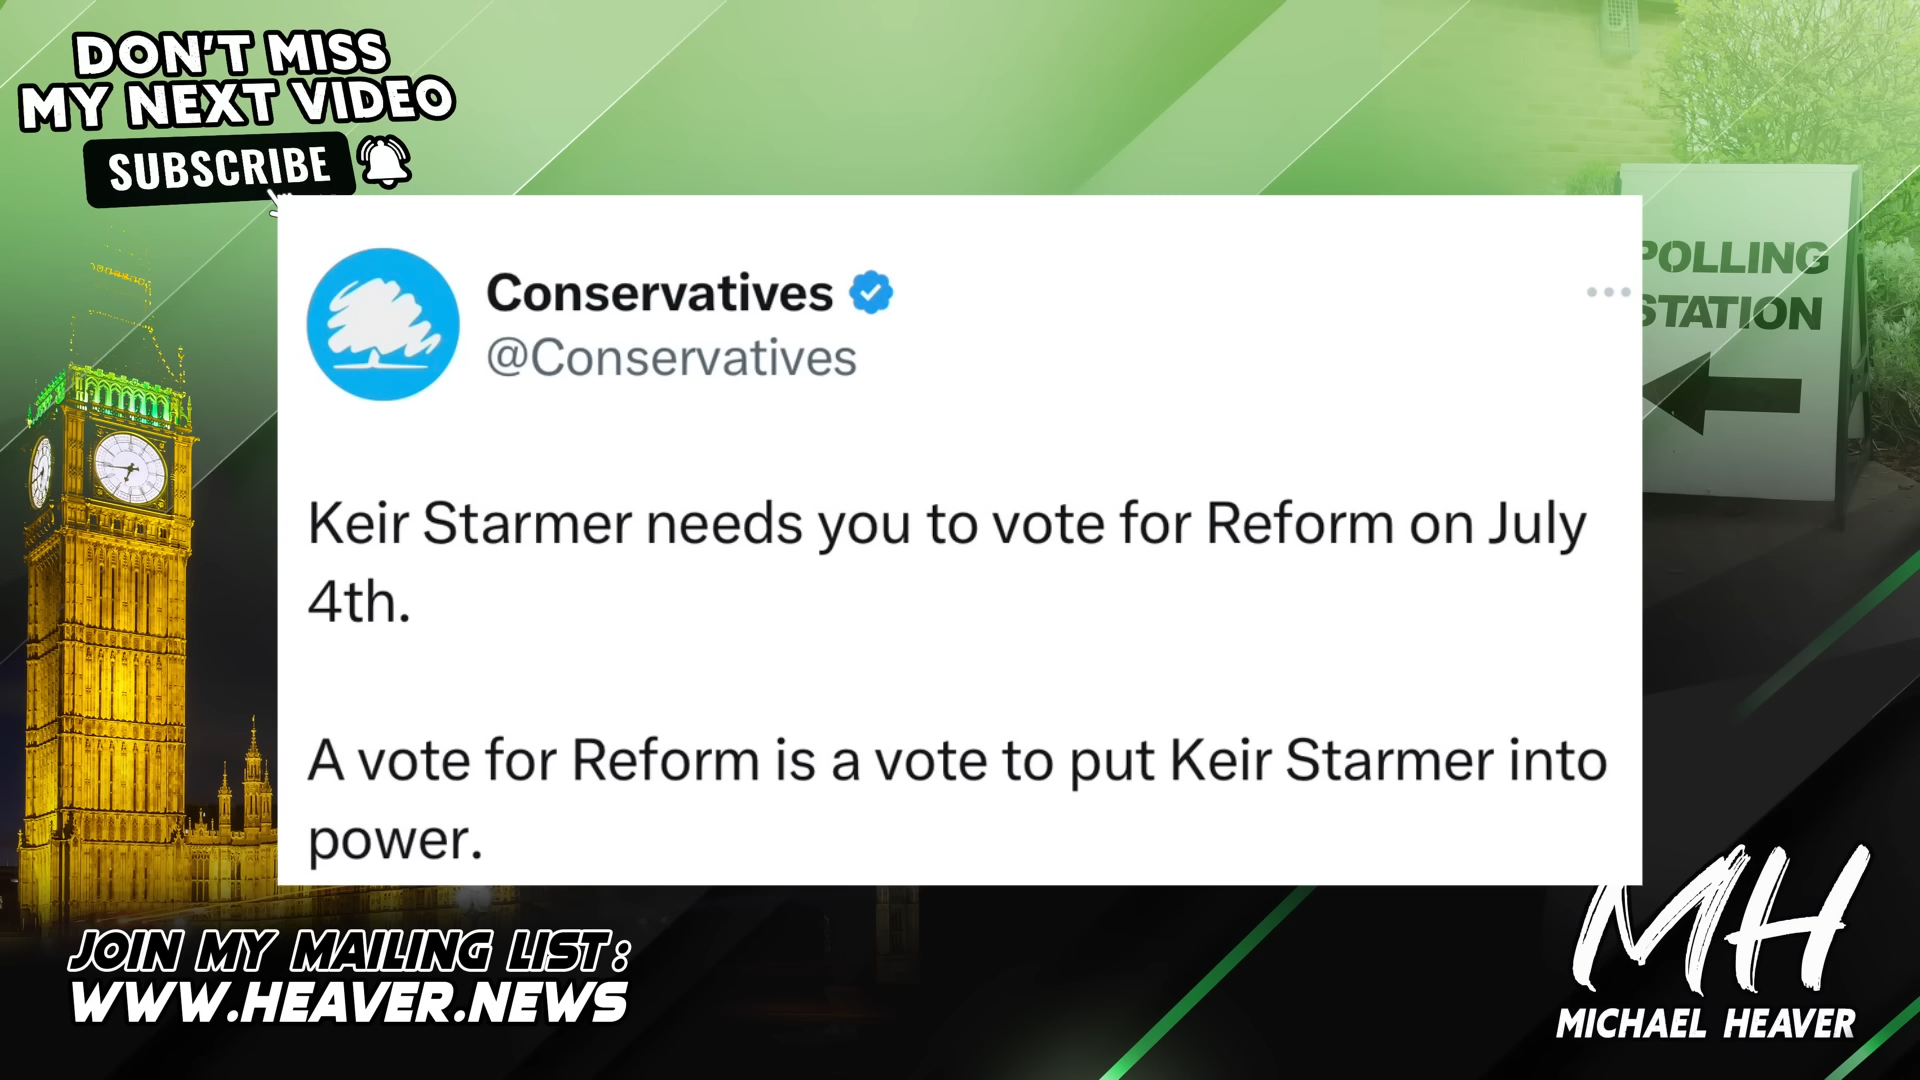 DON'T MISS
MY NEXT VIDEO
SUBSCRIBE
Conservatives
@Conservatives
POLLING
STATION
Keir Starmer needs you to vote for Reform on July
4th.
A vote for Reform is a vote to put Keir Starmer into
power.
JOIN MY MAILING LIST:
WWW.HEAVER.NEWS
MH
MICHAEL HEAVER